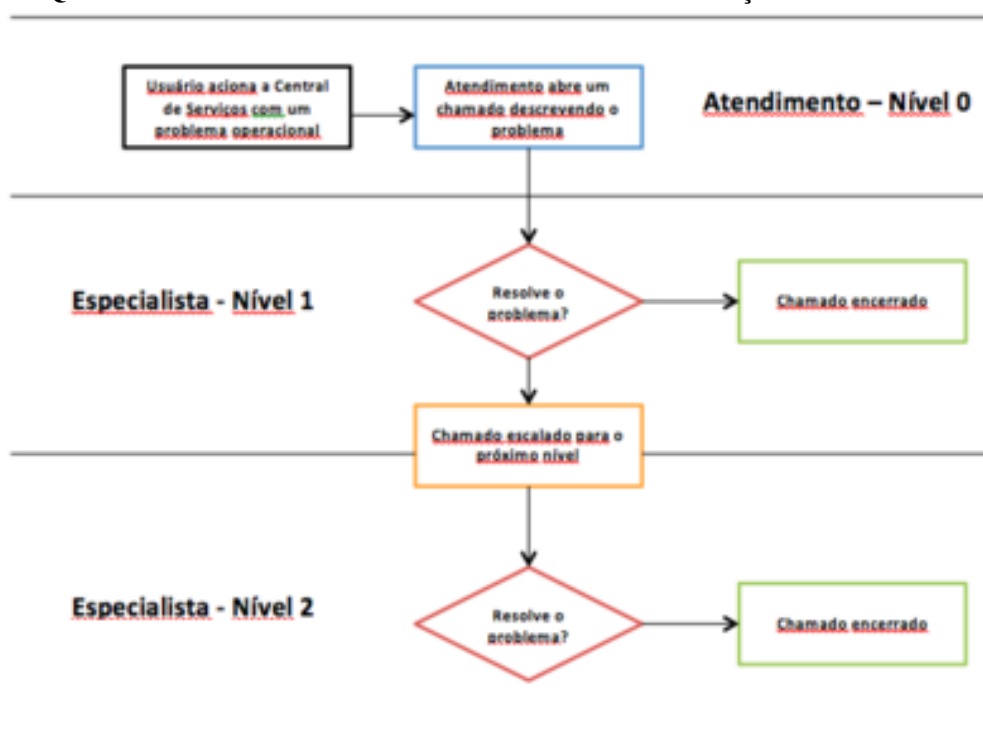 Usuário aciona a Central
de Serviços com um
problema operacional
Atendimento abre um
chamado descrevendo o
problema
Atendimento – Nível 0
Especialista - Nível 1
Resolve o
problema?
Chamado encerrado
Chamado escalado para o
próximo nível
Especialista - Nível 2
Resolve o
problema?
Chamado encerrado